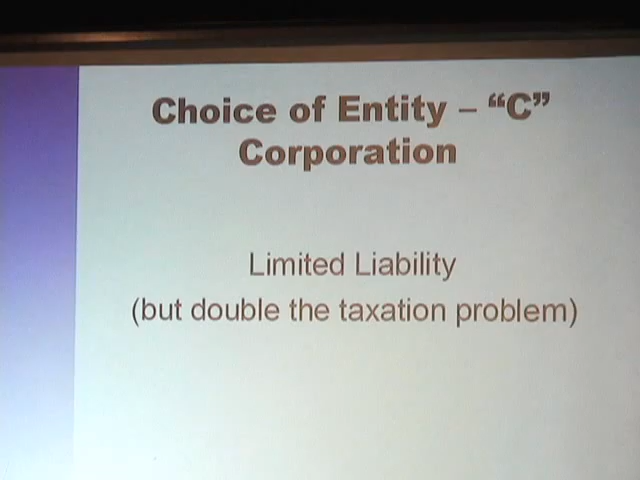 Choice of Entity – “C”
Corporation
Limited Liability
(but double the taxation problem)